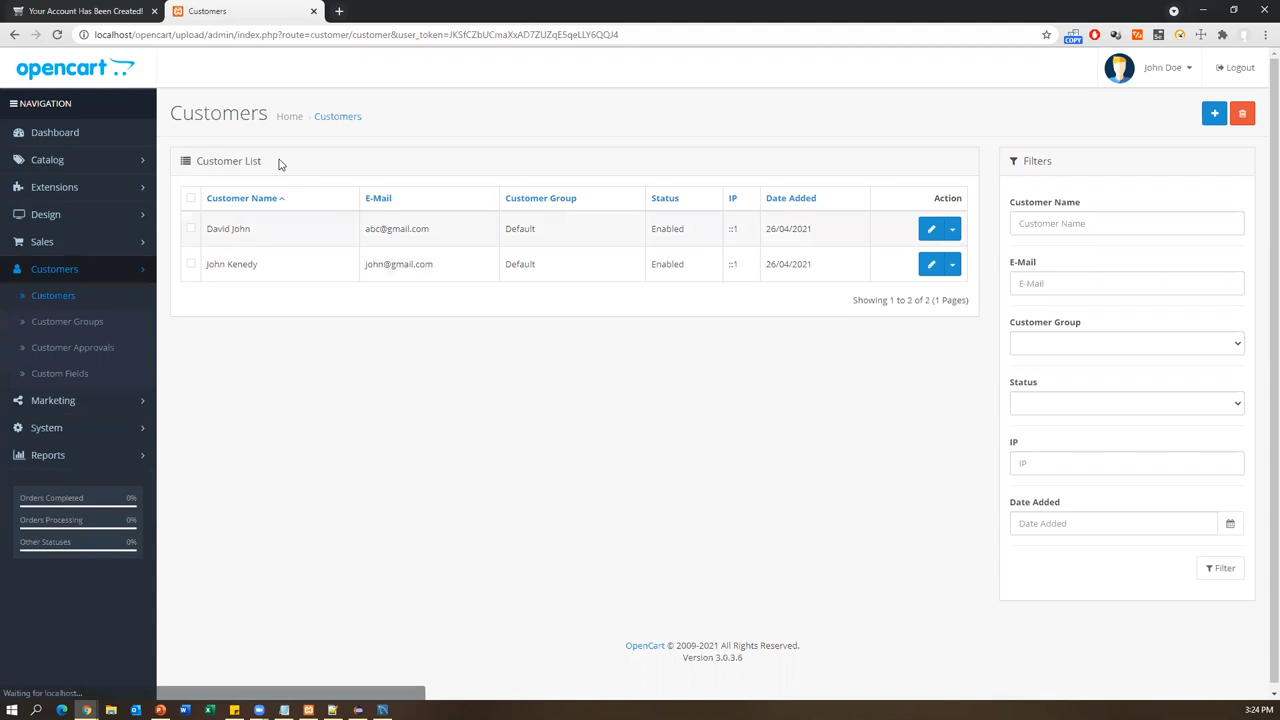 Your Account Has Been Created!
Customers
localhost/opencart/upload/admin/index.php?route=customer/customer&user_token=JKSfCZbUCmaXxAD7ZUZqE5qeLLY6QQJ4
COPY
opencart
John Doe
Logout
NAVIGATION
Dashboard
Catalog
Extensions
Design
Sales
Customers
Customers
Customer Groups
Customer Approvals
Custom Fields
Marketing
System
Reports
Orders Completed 0%
Orders Processing 0%
Other Statuses 0%
Customers Home Customers
Customer List
Customer Name E-Mail Customer Group Status IP Date Added Action
David John abc@gmail.com Default Enabled ::1 26/04/2021
John Kenedy john@gmail.com Default Enabled ::1 26/04/2021
Showing 1 to 2 of 2 (1 Pages)
Filters
Customer Name
Customer Name
E-Mail
E-Mail
Customer Group
Status
IP
IP
Date Added
Date Added
Filter
OpenCart © 2009-2021 All Rights Reserved.
Version 3.0.3.6
Waiting for localhost...
3:24 PM